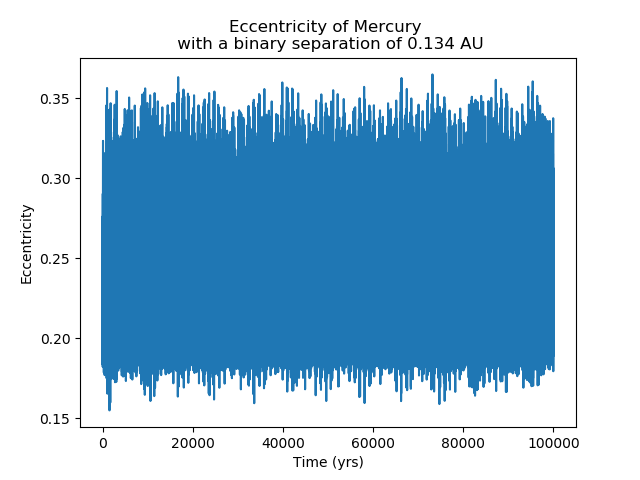 Eccentricity of Mercury
with a binary separation of 0.134 AU
0.35
0.30
0.25
0.20
0.15
Eccentricity
0
20000
40000
60000
80000
100000
Time (yrs)